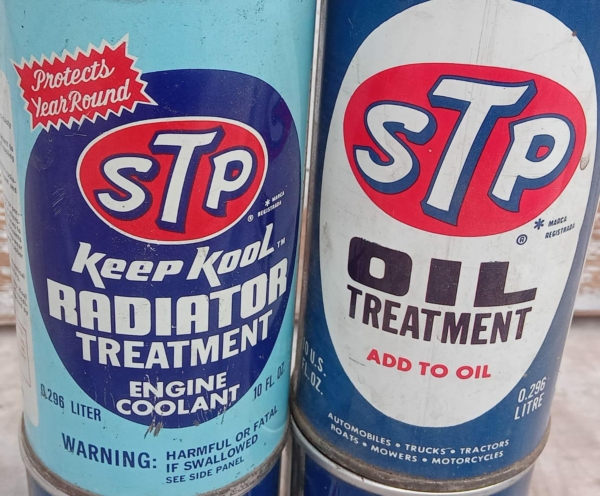 Protects
Year Round
STP
* MARCA
REGISTRADA
®
Keep Kool™
RADIATOR
TREATMENT
ENGINE
COOLANT
0.296 LITER
10 FL. OZ.
WARNING: HARMFUL OR FATAL
IF SWALLOWED
SEE SIDE PANEL
STP
® * MARCA
REGISTRADA
OIL
TREATMENT
ADD TO OIL
U.S.
FL. OZ.
0.296
LITRE
AUTOMOBILES • TRUCKS • TRACTORS
BOATS • MOWERS • MOTORCYCLES